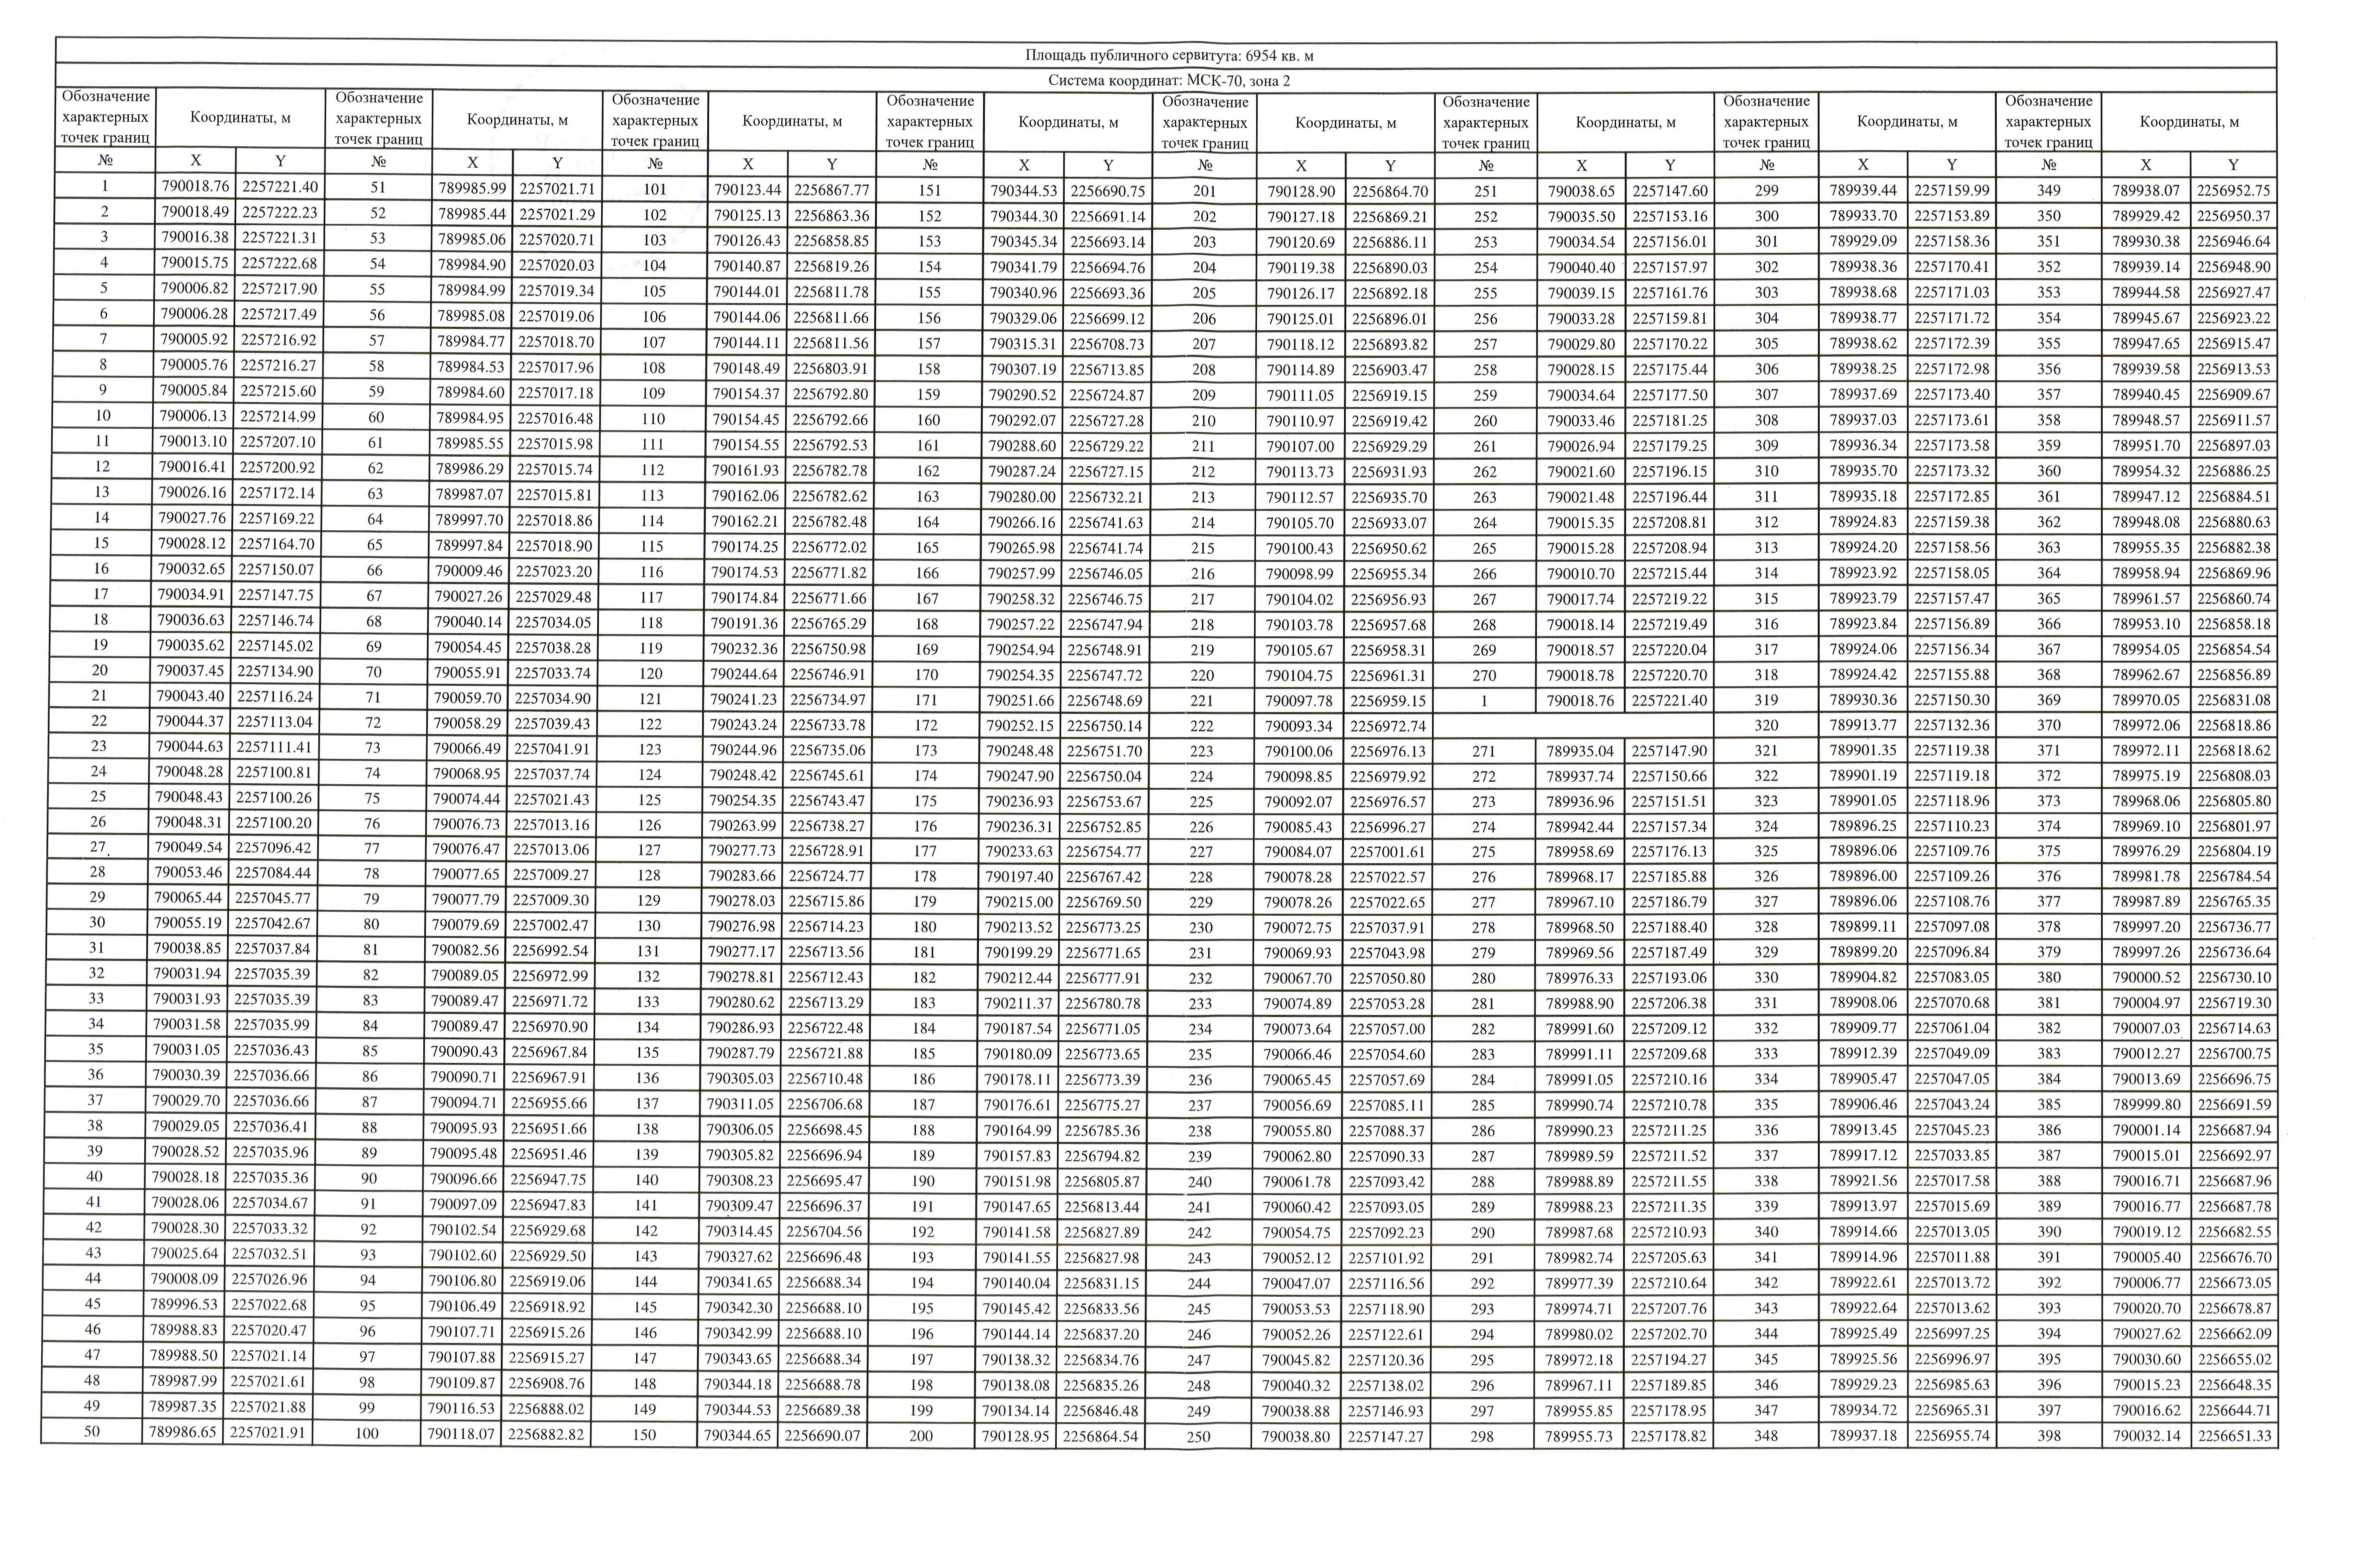 Площадь публичного сервитута: 6954 кв. м
Система координат: МСК-70, зона 2
Обозначение характерных точек границ Координаты, м Обозначение характерных точек границ Координаты, м Обозначение характерных точек границ Координаты, м Обозначение характерных точек границ Координаты, м Обозначение характерных точек границ Координаты, м Обозначение характерных точек границ Координаты, м Обозначение характерных точек границ Координаты, м Обозначение характерных точек границ Координаты, м
№ X Y № X Y № X Y № X Y № X Y № X Y № X Y № X Y
1 790018.76 2257221.40 51 789985.99 2257021.71 101 790123.44 2256867.77 151 790344.53 2256690.75 201 790128.90 2256864.70 251 790038.65 2257147.60 299 789939.44 2257159.99 349 789938.07 2256952.75
2 790018.49 2257222.23 52 789985.44 2257021.29 102 790125.13 2256863.36 152 790344.30 2256691.14 202 790127.18 2256869.21 252 790035.50 2257153.16 300 789933.70 2257153.89 350 789929.42 2256950.37
3 790016.38 2257221.31 53 789985.06 2257020.71 103 790126.43 2256858.85 153 790345.34 2256693.14 203 790120.69 2256886.11 253 790034.54 2257156.01 301 789929.09 2257158.36 351 789930.38 2256946.64
4 790015.75 2257222.68 54 789984.90 2257020.03 104 790140.87 2256819.26 154 790341.79 2256694.76 204 790119.38 2256890.03 254 790040.40 2257157.97 302 789938.36 2257170.41 352 789939.14 2256948.90
5 790006.82 2257217.90 55 789984.99 2257019.34 105 790144.01 2256811.78 155 790340.96 2256693.36 205 790126.17 2256892.18 255 790039.15 2257161.76 303 789938.68 2257171.03 353 789944.58 2256927.47
6 790006.28 2257217.49 56 789985.08 2257019.06 106 790144.06 2256811.66 156 790329.06 2256699.12 206 790125.01 2256896.01 256 790033.28 2257159.81 304 789938.77 2257171.72 354 789945.67 2256923.22
7 790005.92 2257216.92 57 789984.77 2257018.70 107 790144.11 2256811.56 157 790315.31 2256708.73 207 790118.12 2256893.82 257 790029.80 2257170.22 305 789938.62 2257172.39 355 789947.65 2256915.47
8 790005.76 2257216.27 58 789984.53 2257017.96 108 790148.49 2256803.91 158 790307.19 2256713.85 208 790114.89 2256903.47 258 790028.15 2257175.44 306 789938.25 2257172.98 356 789939.58 2256913.53
9 790005.84 2257215.60 59 789984.60 2257017.18 109 790154.37 2256792.80 159 790290.52 2256724.87 209 790111.05 2256919.15 259 790034.64 2257177.50 307 789937.69 2257173.40 357 789940.45 2256909.67
10 790006.13 2257214.99 60 789984.95 2257016.48 110 790154.45 2256792.66 160 790292.07 2256727.28 210 790110.97 2256919.42 260 790033.46 2257181.25 308 789937.03 2257173.61 358 789948.57 2256911.57
11 790013.10 2257207.10 61 789985.55 2257015.98 111 790154.55 2256792.53 161 790288.60 2256729.22 211 790107.00 2256929.29 261 790026.94 2257179.25 309 789936.34 2257173.58 359 789951.70 2256897.03
12 790016.41 2257200.92 62 789986.29 2257015.74 112 790161.93 2256782.78 162 790287.24 2256727.15 212 790113.73 2256931.93 262 790021.60 2257196.15 310 789935.70 2257173.32 360 789954.32 2256886.25
13 790026.16 2257172.14 63 789987.07 2257015.81 113 790162.06 2256782.62 163 790280.00 2256732.21 213 790112.57 2256935.70 263 790021.48 2257196.44 311 789935.18 2257172.85 361 789947.12 2256884.51
14 790027.76 2257169.22 64 789997.70 2257018.86 114 790162.21 2256782.48 164 790266.16 2256741.63 214 790105.70 2256933.07 264 790015.35 2257208.81 312 789924.83 2257159.38 362 789948.08 2256880.63
15 790028.12 2257164.70 65 789997.84 2257018.90 115 790174.25 2256772.02 165 790265.98 2256741.74 215 790100.43 2256950.62 265 790015.28 2257208.94 313 789924.20 2257158.56 363 789955.35 2256882.38
16 790032.65 2257150.07 66 790009.46 2257023.20 116 790174.53 2256771.82 166 790257.99 2256746.05 216 790098.99 2256955.34 266 790010.70 2257215.44 314 789923.92 2257158.05 364 789958.94 2256869.96
17 790034.91 2257147.75 67 790027.26 2257029.48 117 790174.84 2256771.66 167 790258.32 2256746.75 217 790104.02 2256956.93 267 790017.74 2257219.22 315 789923.79 2257157.47 365 789961.57 2256860.74
18 790036.63 2257146.74 68 790040.14 2257034.05 118 790191.36 2256765.29 168 790257.22 2256747.94 218 790103.78 2256957.68 268 790018.14 2257219.49 316 789923.84 2257156.89 366 789953.10 2256858.18
19 790035.62 2257145.02 69 790054.45 2257038.28 119 790232.36 2256750.98 169 790254.94 2256748.91 219 790105.67 2256958.31 269 790018.57 2257220.04 317 789924.06 2257156.34 367 789954.05 2256854.54
20 790037.45 2257134.90 70 790055.91 2257033.74 120 790244.64 2256746.91 170 790254.35 2256747.72 220 790104.75 2256961.31 270 790018.78 2257220.70 318 789924.42 2257155.88 368 789962.67 2256856.89
21 790043.40 2257116.24 71 790059.70 2257034.90 121 790241.23 2256734.97 171 790251.66 2256748.69 221 790097.78 2256959.15 1 790018.76 2257221.40 319 789930.36 2257150.30 369 789970.05 2256831.08
22 790044.37 2257113.04 72 790058.29 2257039.43 122 790243.24 2256733.78 172 790252.15 2256750.14 222 790093.34 2256972.74 320 789913.77 2257132.36 370 789972.06 2256818.86
23 790044.63 2257111.41 73 790066.49 2257041.91 123 790244.96 2256735.06 173 790248.48 2256751.70 223 790100.06 2256976.13 271 789935.04 2257147.90 321 789901.35 2257119.38 371 789972.11 2256818.62
24 790048.28 2257100.81 74 790068.95 2257037.74 124 790248.42 2256745.61 174 790247.90 2256750.04 224 790098.85 2256979.92 272 789937.74 2257150.66 322 789901.19 2257119.18 372 789975.19 2256808.03
25 790048.43 2257100.26 75 790074.44 2257021.43 125 790254.35 2256743.47 175 790236.93 2256753.67 225 790092.07 2256976.57 273 789936.96 2257151.51 323 789901.05 2257118.96 373 789968.06 2256805.80
26 790048.31 2257100.20 76 790076.73 2257013.16 126 790263.99 2256738.27 176 790236.31 2256752.85 226 790085.43 2256996.27 274 789942.44 2257157.34 324 789896.25 2257110.23 374 789969.10 2256801.97
27 790049.54 2257096.42 77 790076.47 2257013.06 127 790277.73 2256728.91 177 790233.63 2256754.77 227 790084.07 2257001.61 275 789958.69 2257176.13 325 789896.06 2257109.76 375 789976.29 2256804.19
28 790053.46 2257084.44 78 790077.65 2257009.27 128 790283.66 2256724.77 178 790197.40 2256767.42 228 790078.28 2257022.57 276 789968.17 2257185.88 326 789896.00 2257109.26 376 789981.78 2256784.54
29 790065.44 2257045.77 79 790077.79 2257009.30 129 790278.03 2256715.86 179 790215.00 2256769.50 229 790078.26 2257022.65 277 789967.10 2257186.79 327 789896.06 2257108.76 377 789987.89 2256765.35
30 790055.19 2257042.67 80 790079.69 2257002.47 130 790276.98 2256714.23 180 790213.52 2256773.25 230 790072.75 2257037.91 278 789968.50 2257188.40 328 789899.11 2257097.08 378 789997.20 2256736.77
31 790038.85 2257037.84 81 790082.56 2256992.54 131 790277.17 2256713.56 181 790199.29 2256771.65 231 790069.93 2257043.98 279 789969.56 2257187.49 329 789899.20 2257096.84 379 789997.26 2256736.64
32 790031.94 2257035.39 82 790089.05 2256972.99 132 790278.81 2256712.43 182 790212.44 2256777.91 232 790067.70 2257050.80 280 789976.33 2257193.06 330 789904.82 2257083.05 380 790000.52 2256730.10
33 790031.93 2257035.39 83 790089.47 2256971.72 133 790280.62 2256713.29 183 790211.37 2256780.78 233 790074.89 2257053.28 281 789988.90 2257206.38 331 789908.06 2257070.68 381 790004.97 2256719.30
34 790031.58 2257035.99 84 790089.47 2256970.90 134 790286.93 2256722.48 184 790187.54 2256771.05 234 790073.64 2257057.00 282 789991.60 2257209.12 332 789909.77 2257061.04 382 790007.03 2256714.63
35 790031.05 2257036.43 85 790090.43 2256967.84 135 790287.79 2256721.88 185 790180.09 2256773.65 235 790066.46 2257054.60 283 789991.11 2257209.68 333 789912.39 2257049.09 383 790012.27 2256700.75
36 790030.39 2257036.66 86 790090.71 2256967.91 136 790305.03 2256710.48 186 790178.11 2256773.39 236 790065.45 2257057.69 284 789991.05 2257210.16 334 789905.47 2257047.05 384 790013.69 2256696.75
37 790029.70 2257036.66 87 790094.71 2256955.66 137 790311.05 2256706.68 187 790176.61 2256775.27 237 790056.69 2257085.11 285 789990.74 2257210.78 335 789906.46 2257043.24 385 789999.80 2256691.59
38 790029.05 2257036.41 88 790095.93 2256951.66 138 790306.05 2256698.45 188 790164.99 2256785.36 238 790055.80 2257088.37 286 789990.23 2257211.25 336 789913.45 2257045.23 386 790001.14 2256687.94
39 790028.52 2257035.96 89 790095.48 2256951.46 139 790305.82 2256696.94 189 790157.83 2256794.82 239 790062.80 2257090.33 287 789989.59 2257211.52 337 789917.12 2257033.85 387 790015.01 2256692.97
40 790028.18 2257035.36 90 790096.66 2256947.75 140 790308.23 2256695.47 190 790151.98 2256805.87 240 790061.78 2257093.42 288 789988.89 2257211.55 338 789921.56 2257017.58 388 790016.71 2256687.96
41 790028.06 2257034.67 91 790097.09 2256947.83 141 790309.47 2256696.37 191 790147.65 2256813.44 241 790060.42 2257093.05 289 789988.23 2257211.35 339 789913.97 2257015.69 389 790016.77 2256687.78
42 790028.30 2257033.32 92 790102.54 2256929.68 142 790314.45 2256704.56 192 790141.58 2256827.89 242 790054.75 2257092.23 290 789987.68 2257210.93 340 789914.66 2257013.05 390 790019.12 2256682.55
43 790025.64 2257032.51 93 790102.60 2256929.50 143 790327.62 2256696.48 193 790141.55 2256827.98 243 790052.12 2257101.92 291 789982.74 2257205.63 341 789914.96 2257011.88 391 790005.40 2256676.70
44 790008.09 2257026.96 94 790106.80 2256919.06 144 790341.65 2256688.34 194 790140.04 2256831.15 244 790047.07 2257116.56 292 789977.39 2257210.64 342 789922.61 2257013.72 392 790006.77 2256673.05
45 789996.53 2257022.68 95 790106.49 2256918.92 145 790342.30 2256688.10 195 790145.42 2256833.56 245 790053.53 2257118.90 293 789974.71 2257207.76 343 789922.64 2257013.62 393 790020.70 2256678.87
46 789988.83 2257020.47 96 790107.71 2256915.26 146 790342.99 2256688.10 196 790144.14 2256837.20 246 790052.26 2257122.61 294 789980.02 2257202.70 344 789925.49 2256997.25 394 790027.62 2256662.09
47 789988.50 2257021.14 97 790107.88 2256915.27 147 790343.65 2256688.34 197 790138.32 2256834.76 247 790045.82 2257120.36 295 789972.18 2257194.27 345 789925.56 2256996.97 395 790030.60 2256655.02
48 789987.99 2257021.61 98 790109.87 2256908.76 148 790344.18 2256688.78 198 790138.08 2256835.26 248 790040.32 2257138.02 296 789967.11 2257189.85 346 789929.23 2256985.63 396 790015.23 2256648.35
49 789987.35 2257021.88 99 790116.53 2256888.02 149 790344.53 2256689.38 199 790134.14 2256846.48 249 790038.88 2257146.93 297 789955.85 2257178.95 347 789934.72 2256965.31 397 790016.62 2256644.71
50 789986.65 2257021.91 100 790118.07 2256882.82 150 790344.65 2256690.07 200 790128.95 2256864.54 250 790038.80 2257147.27 298 789955.73 2257178.82 348 789937.18 2256955.74 398 790032.14 2256651.33